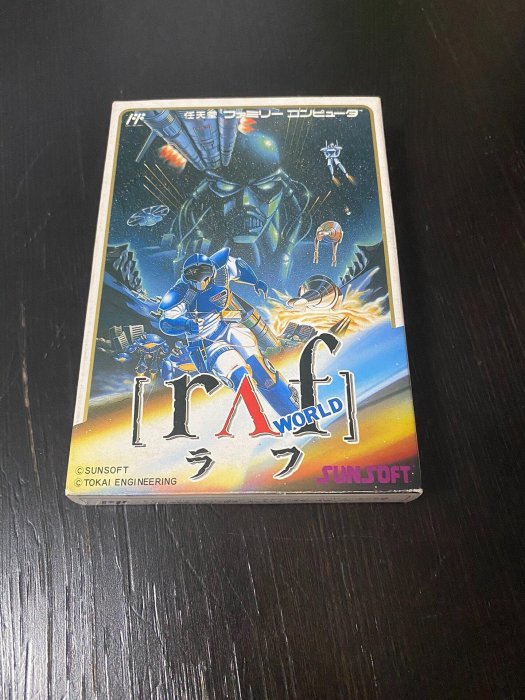 任天堂 ファミリーコンピュータ
[rʌf]
WORLD
ラフ
©SUNSOFT
©TOKAI ENGINEERING
SUNSOFT